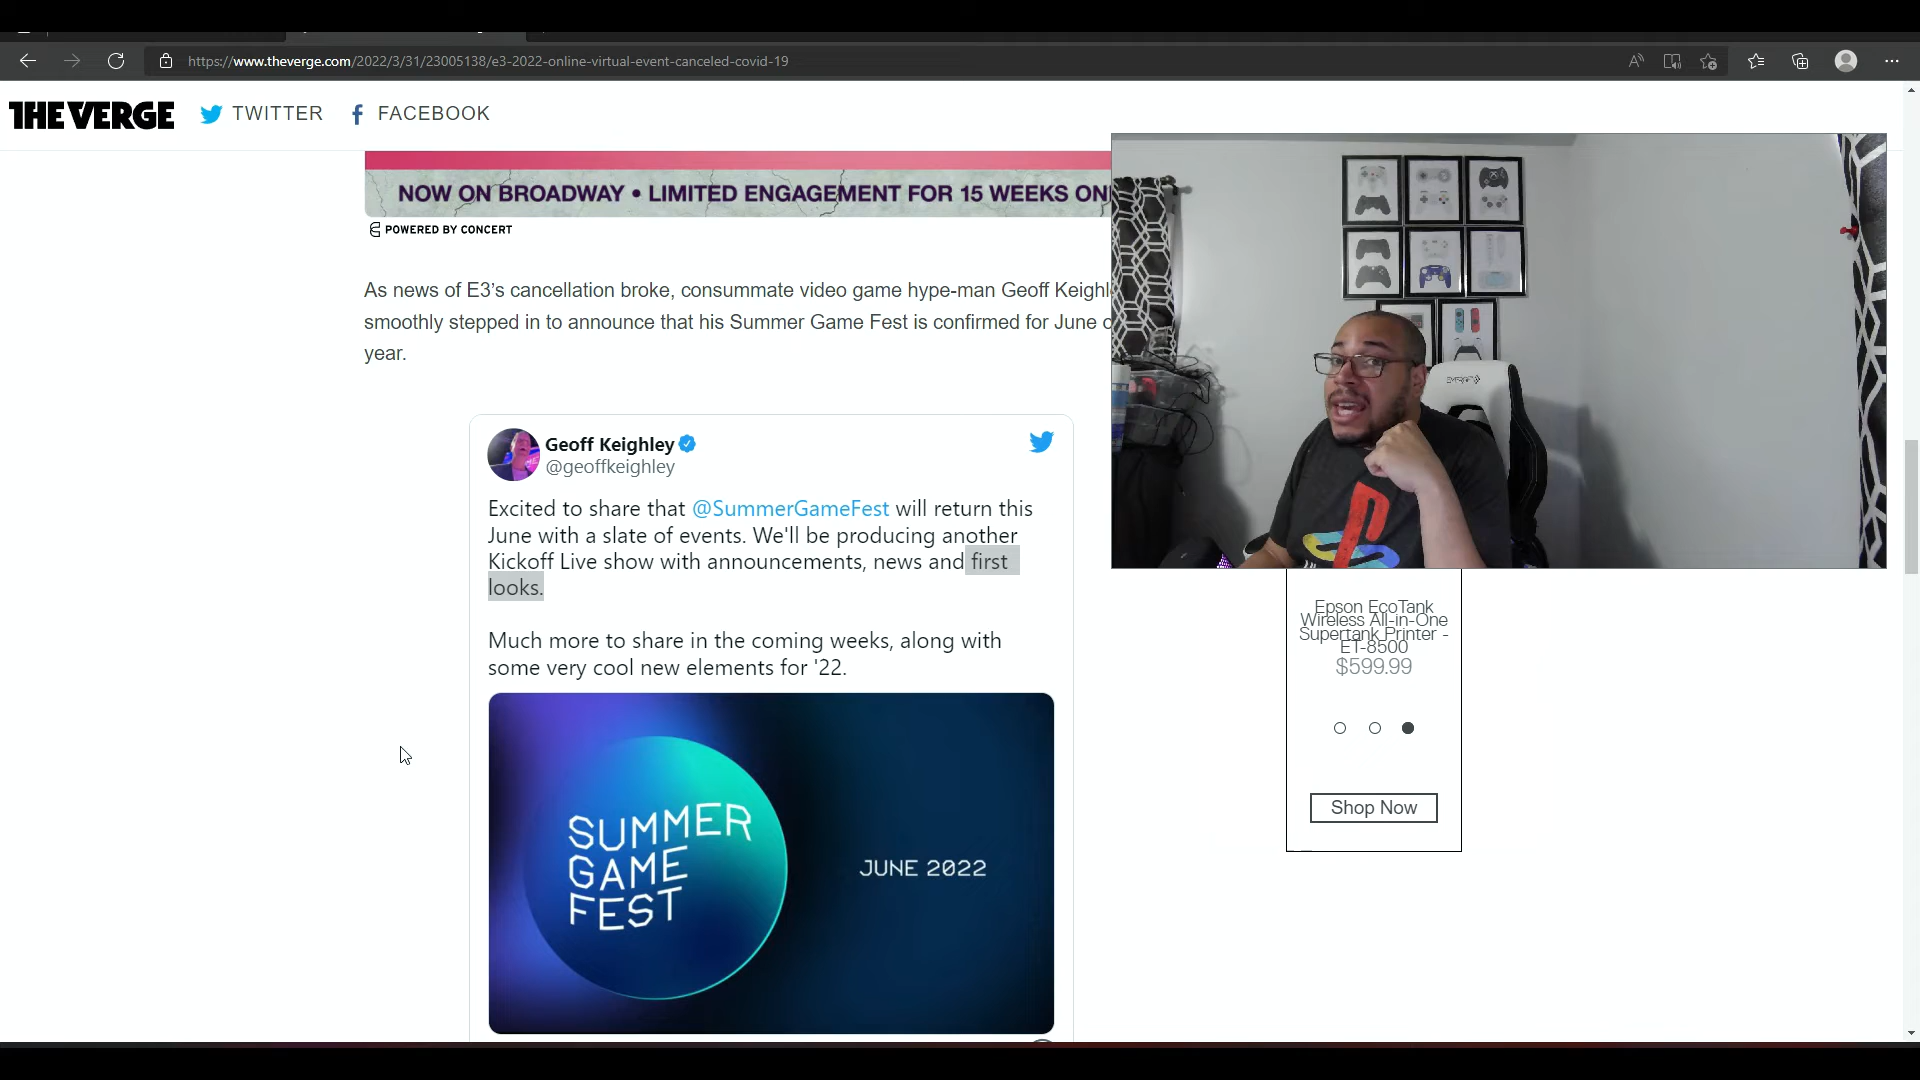 https://www.theverge.com/2022/3/31/23005138/e3-2022-online-virtual-event-canceled-covid-19
THE VERGE TWITTER FACEBOOK
NOW ON BROADWAY • LIMITED ENGAGEMENT FOR 15 WEEKS
POWERED BY CONCERT
As news of E3’s cancellation broke, consummate video game hype-man Geoff
smoothly stepped in to announce that his Summer Game Fest is confirmed for June
year.
Geoff Keighley
@geoffkeighley
Excited to share that @SummerGameFest will return this
June with a slate of events. We'll be producing another
Kickoff Live show with announcements, news and first
looks.
Much more to share in the coming weeks, along with
some very cool new elements for '22.
SUMMER
GAME
FEST
JUNE 2022
Epson EcoTank
Wireless All-in-One
Supertank Printer -
ET-8500
$599.99
Shop Now